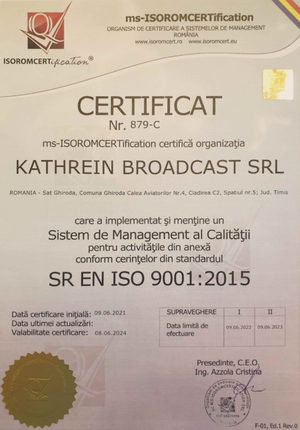 ms-ISOROMCERTification
ORGANISM DE CERTIFICARE A SISTEMELOR DE MANAGEMENT
ROMÂNIA
www.isoromcert.ro www.isoromcert.eu
ISOROMCERTification®
CERTIFICAT
Nr. 879-C
ms-ISOROMCERTification certifică organizaţia
KATHREIN BROADCAST SRL
ROMANIA - Sat Ghiroda, Comuna Ghiroda Calea Aviatorilor Nr.4, Cladirea C2, Spatiul nr.5; Jud. Timis
care a implementat şi menţine un
Sistem de Management al Calităţii
pentru activităţile din anexă
conform cerinţelor din standardul
SR EN ISO 9001:2015
Dată certificare iniţială: 09.06.2021
Data ultimei actualizări:
Valabilitate certificare: 08.06.2024
SUPRAVEGHERE I II
Data limită de efectuare 09.06.2022 09.06.2023
Presedinte, C.E.O.
Ing. Azzola Cristina
F-01, Ed.1 Rev.0